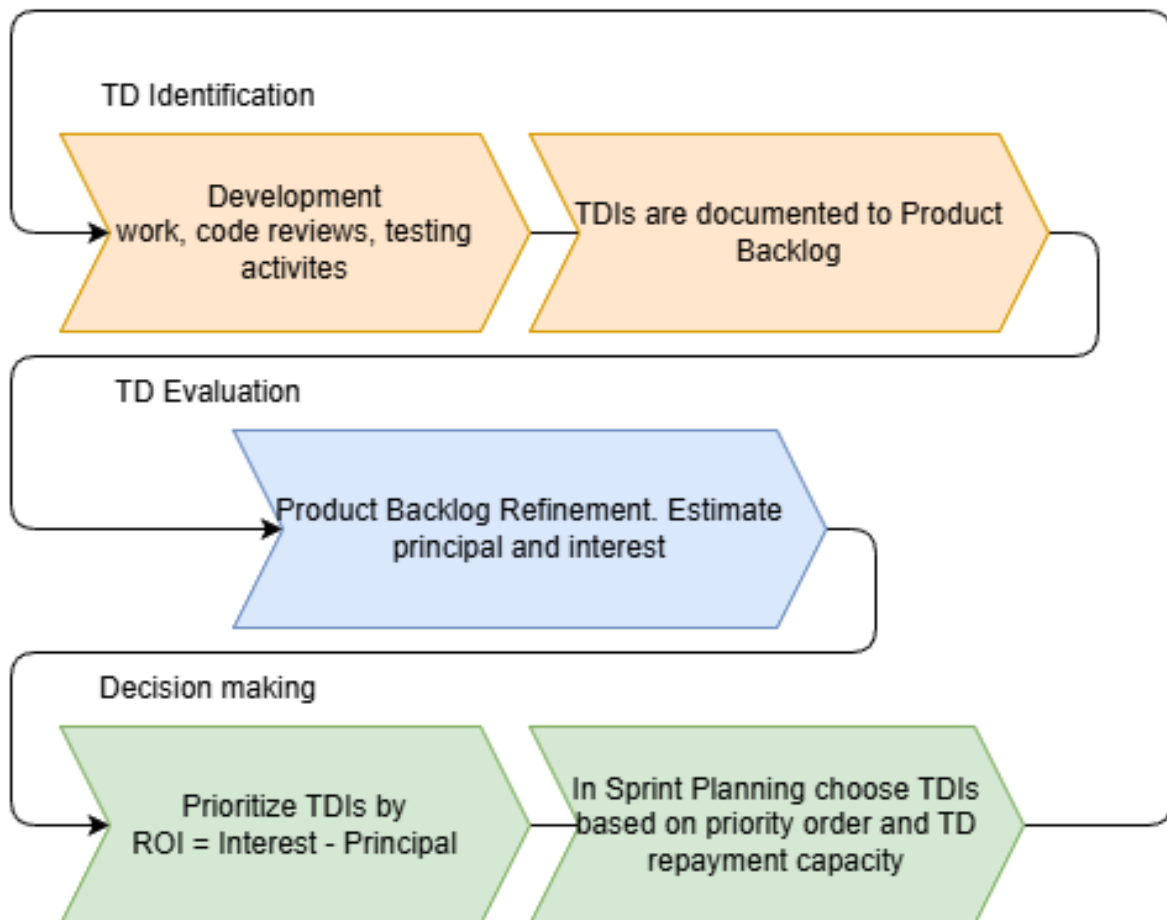 TD Identification
Development
work, code reviews, testing
activites
TDIs are documented to Product
Backlog
TD Evaluation
Product Backlog Refinement. Estimate
principal and interest
Decision making
Prioritize TDIs by
ROI = Interest - Principal
In Sprint Planning choose TDIs
based on priority order and TD
repayment capacity